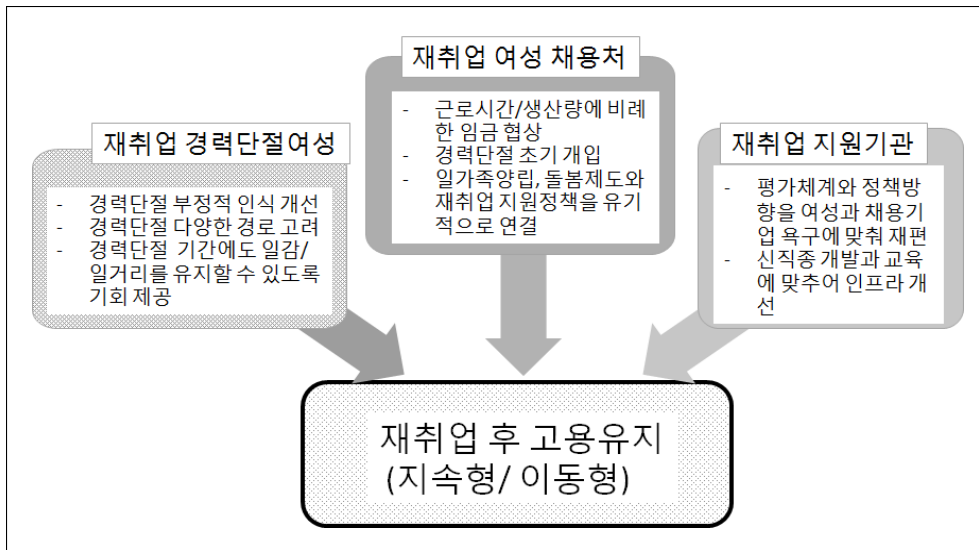 재취업 경력단절여성
- 경력단절 부정적 인식 개선
- 경력단절 다양한 경로 고려
- 경력단절 기간에도 일감/
일거리를 유지할 수 있도록
기회 제공
재취업 여성 채용처
- 근로시간/생산량에 비례
한 임금 협상
- 경력단절 초기 개입
- 일가족양립, 돌봄제도와
재취업 지원정책을 유기
적으로 연결
재취업 지원기관
- 평가체계와 정책방
향을 여성과 채용기
업 욕구에 맞춰 재편
- 신직종 개발과 교육
에 맞추어 인프라 개
선
재취업 후 고용유지
(지속형/ 이동형)